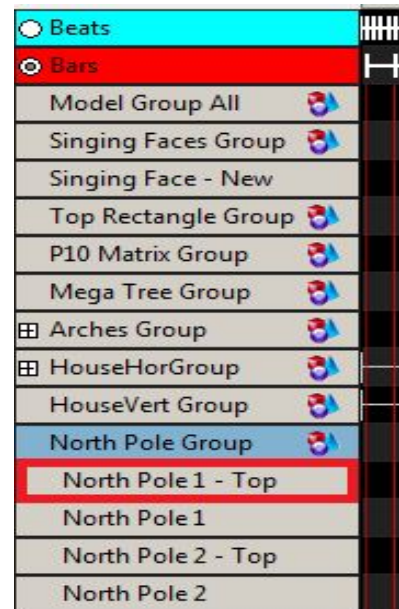 Beats
Bars
Model Group All
Singing Faces Group
Singing Face - New
Top Rectangle Group
P10 Matrix Group
Mega Tree Group
Arches Group
HouseHorGroup
HouseVert Group
North Pole Group
North Pole 1 - Top
North Pole 1
North Pole 2 - Top
North Pole 2